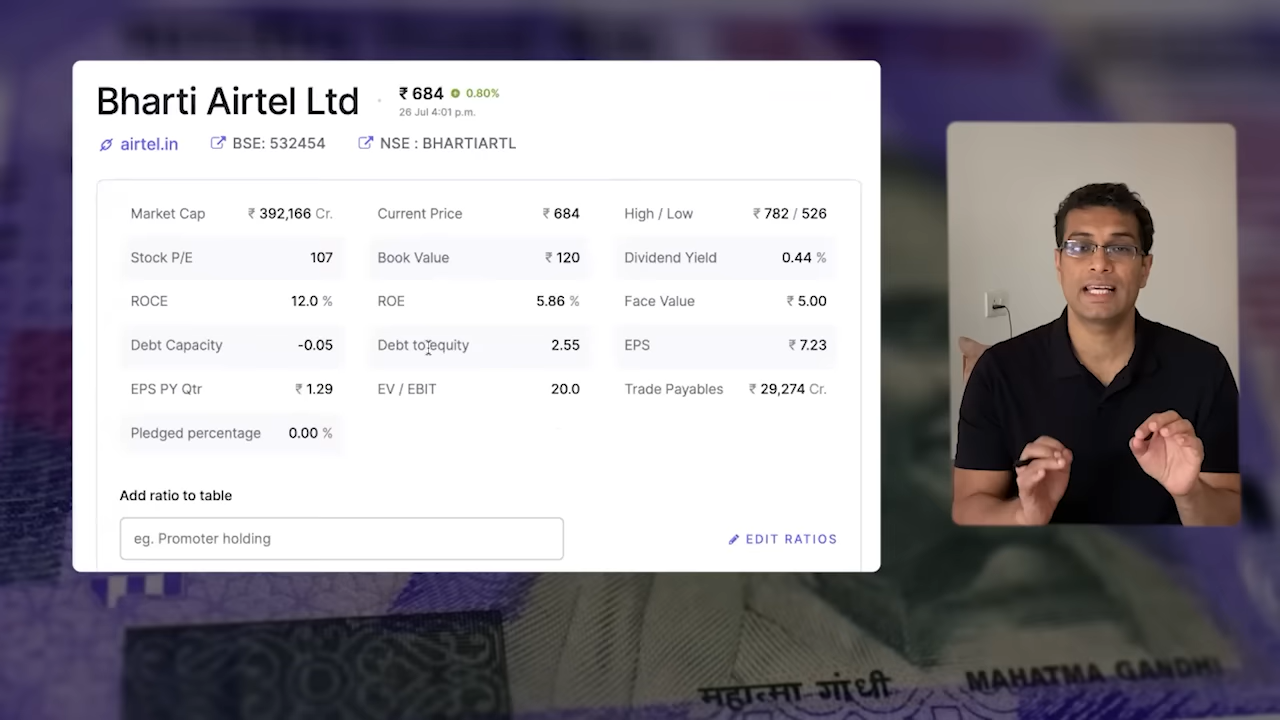 Bharti Airtel Ltd
₹ 684 0.80%
26 Jul 4:01 p.m.
airtel.in BSE: 532454 NSE : BHARTIARTL
Market Cap ₹ 392,166 Cr. Current Price ₹ 684 High / Low ₹ 782 / 526
Stock P/E 107 Book Value ₹ 120 Dividend Yield 0.44 %
ROCE 12.0 % ROE 5.86 % Face Value ₹ 5.00
Debt Capacity -0.05 Debt to equity 2.55 EPS ₹ 7.23
EPS PY Qtr ₹ 1.29 EV / EBIT 20.0 Trade Payables ₹ 29,274 Cr.
Pledged percentage 0.00 %
Add ratio to table
eg. Promoter holding EDIT RATIOS
महात्मा गांधी MAHATMA GANDHI